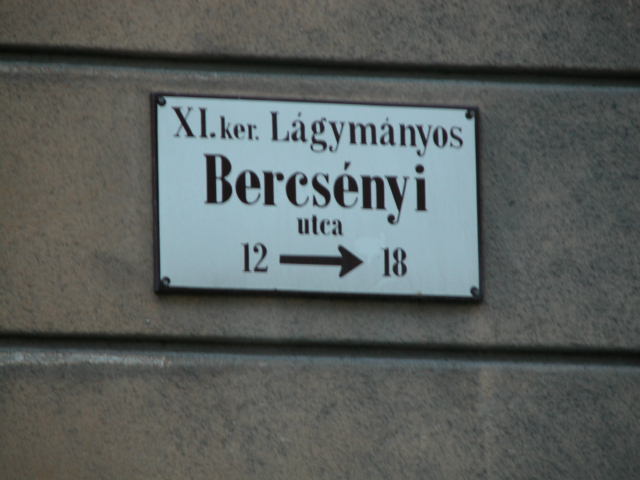 XI.ker. Lágymányos
Bercsényi
utca
12 → 18